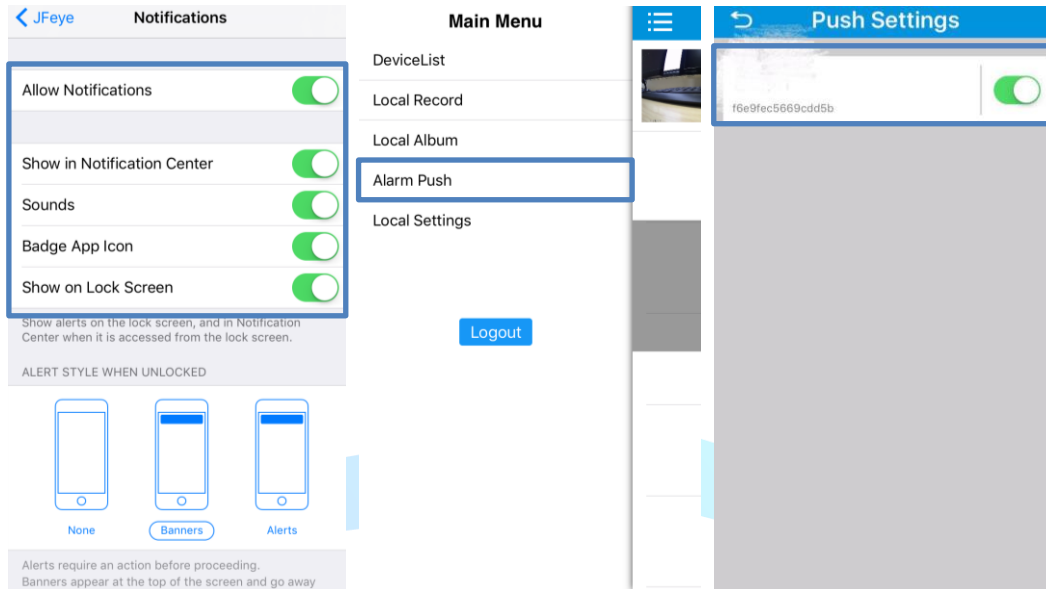 JFeye
Notifications
Allow Notifications
Show in Notification Center
Sounds
Badge App Icon
Show on Lock Screen
Show alerts on the lock screen, and in Notification
Center when it is accessed from the lock screen.
ALERT STYLE WHEN UNLOCKED
None
Banners
Alerts
Alerts require an action before proceeding.
Banners appear at the top of the screen and go away
Main Menu
DeviceList
Local Record
Local Album
Alarm Push
Local Settings
Logout
Push Settings
f6e9fec5669cdd5b